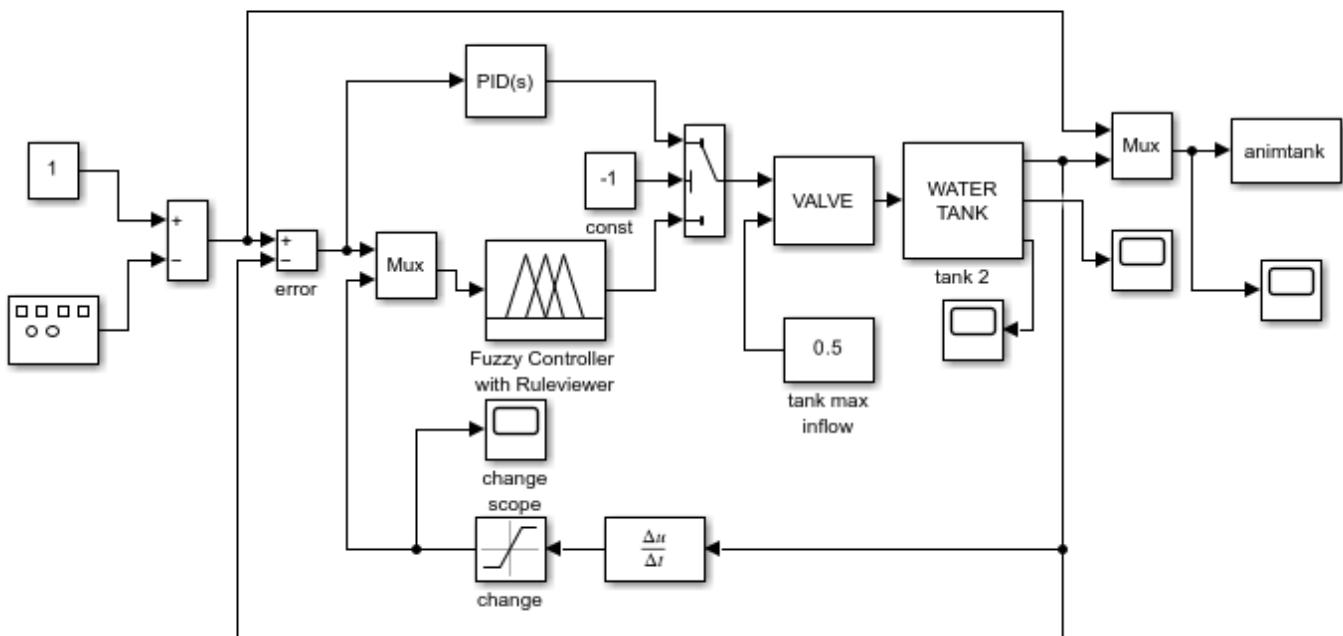 PID(s)
1
+
−
-1
const
VALVE
WATER
TANK
tank 2
Mux
animtank
+
−
error
Mux
Fuzzy Controller
with Ruleviewer
0.5
tank max
inflow
change
scope
Δu
Δt
change